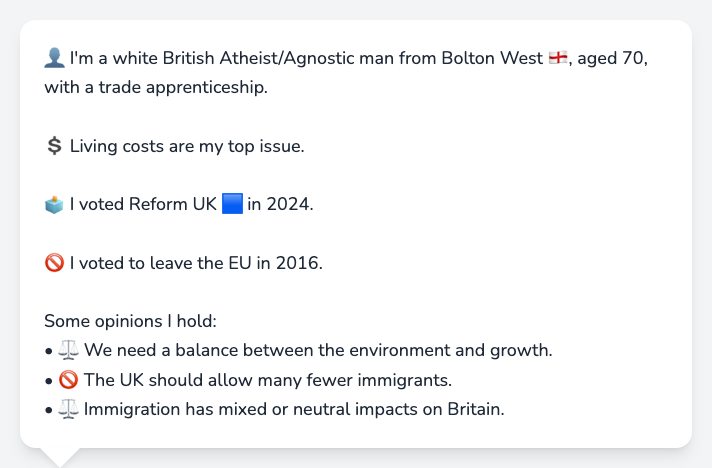 👤 I'm a white British Atheist/Agnostic man from Bolton West 🏴󠁧󠁢󠁥󠁮󠁧󠁿, aged 70,
with a trade apprenticeship.
💲 Living costs are my top issue.
🗳️ I voted Reform UK 🟦 in 2024.
🚫 I voted to leave the EU in 2016.
Some opinions I hold:
• ⚖️ We need a balance between the environment and growth.
• 🚫 The UK should allow many fewer immigrants.
• ⚖️ Immigration has mixed or neutral impacts on Britain.